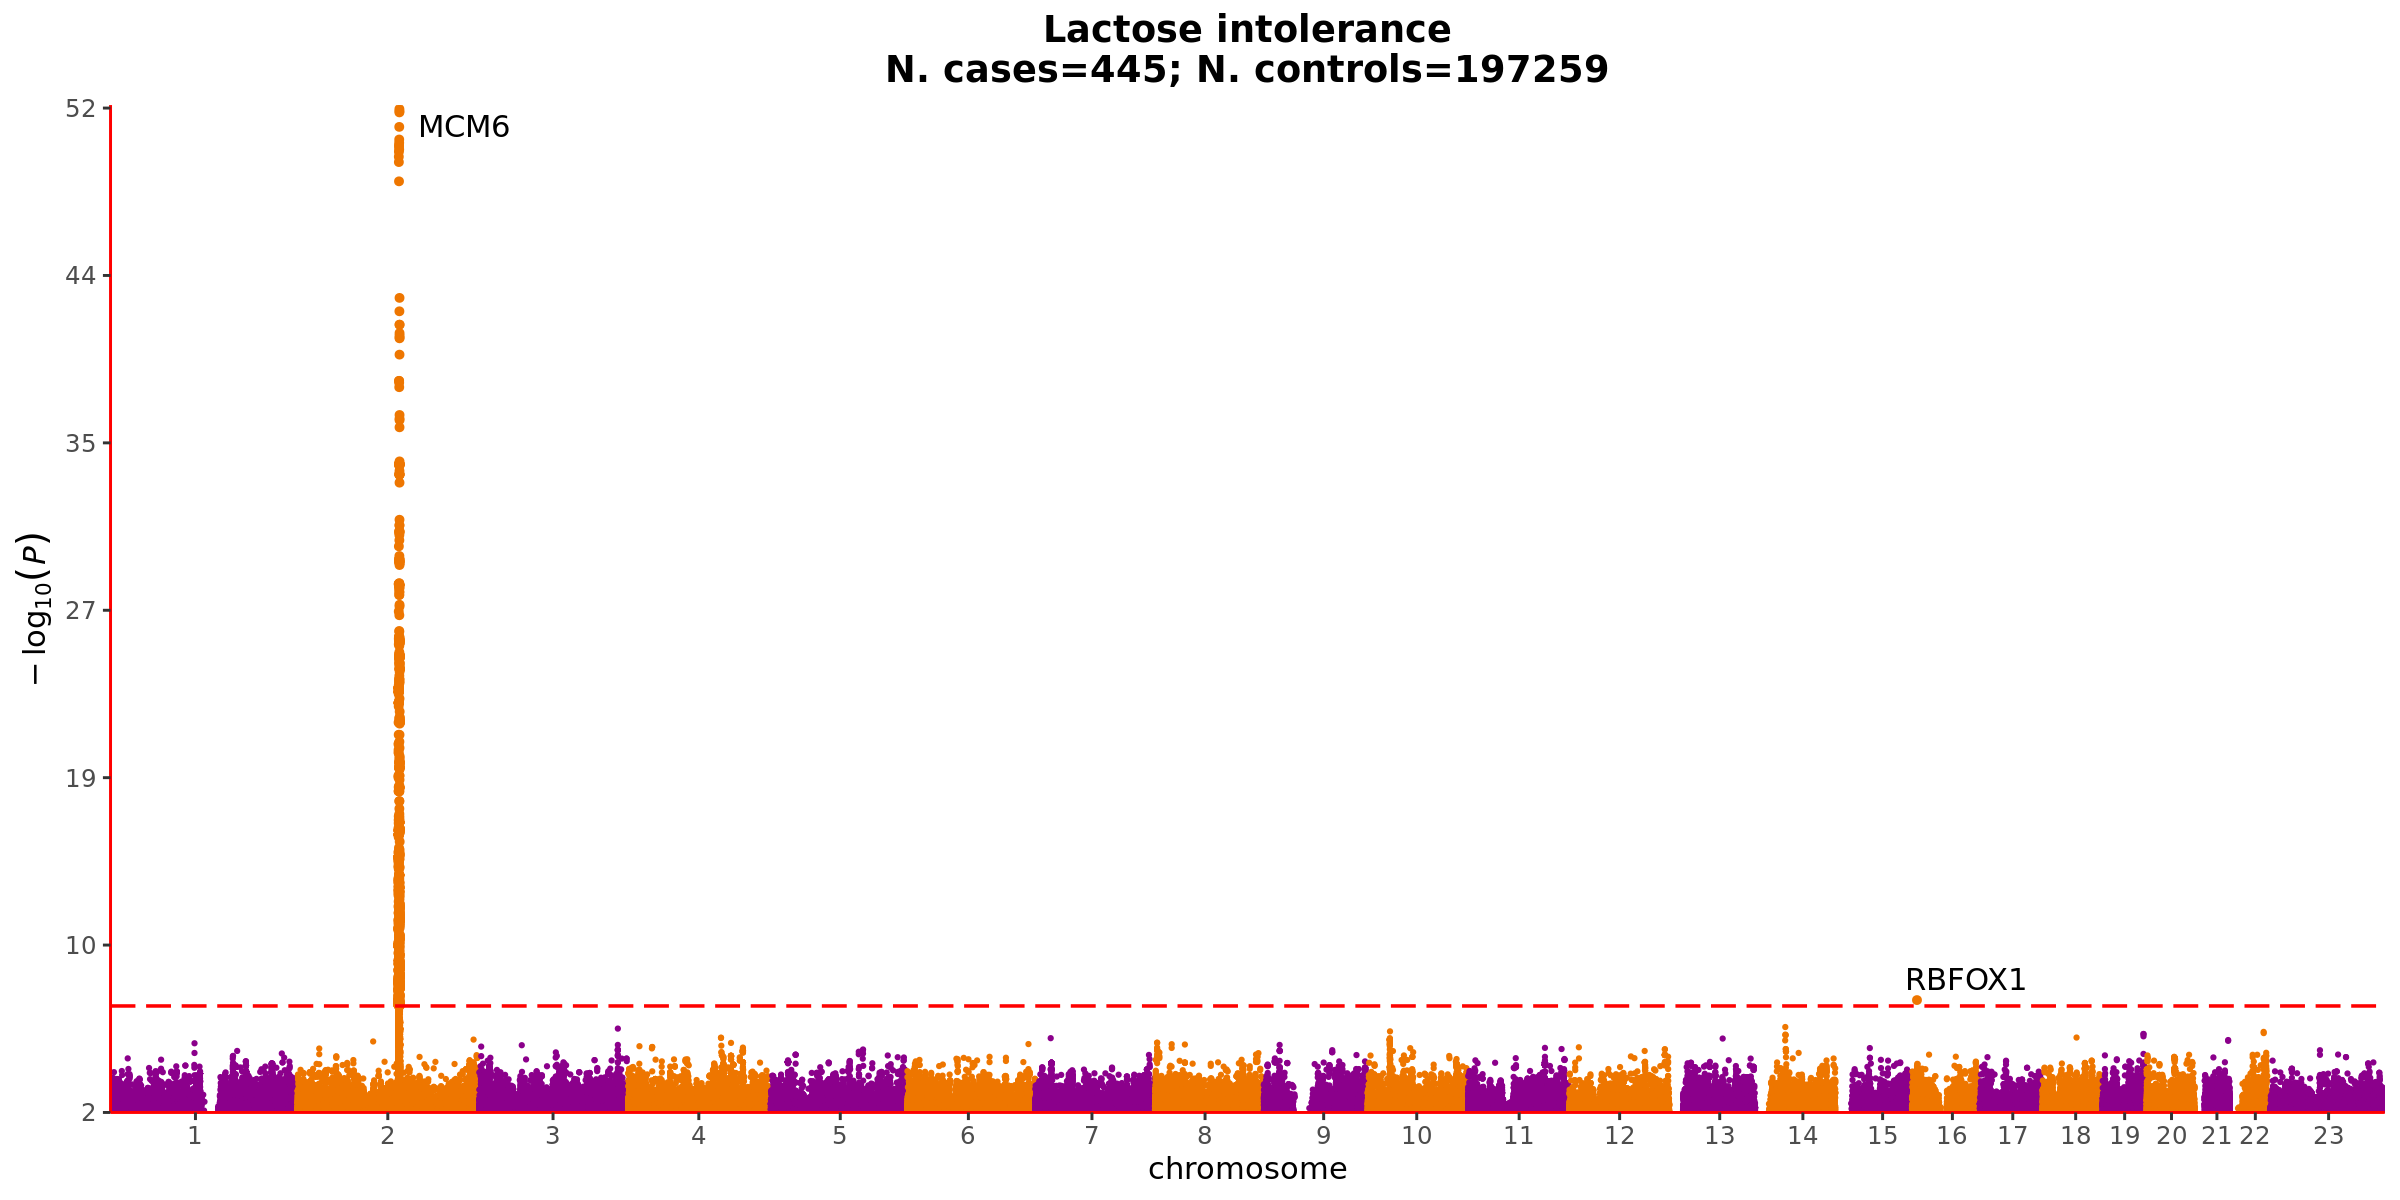 Lactose intolerance
N. cases=445; N. controls=197259
52
MCM6
44
35
27
19
10
RBFOX1
2
−log10(P)
1 2 3 4 5 6 7 8 9 10 11 12 13 14 15 16 17 18 19 20 21 22 23
chromosome